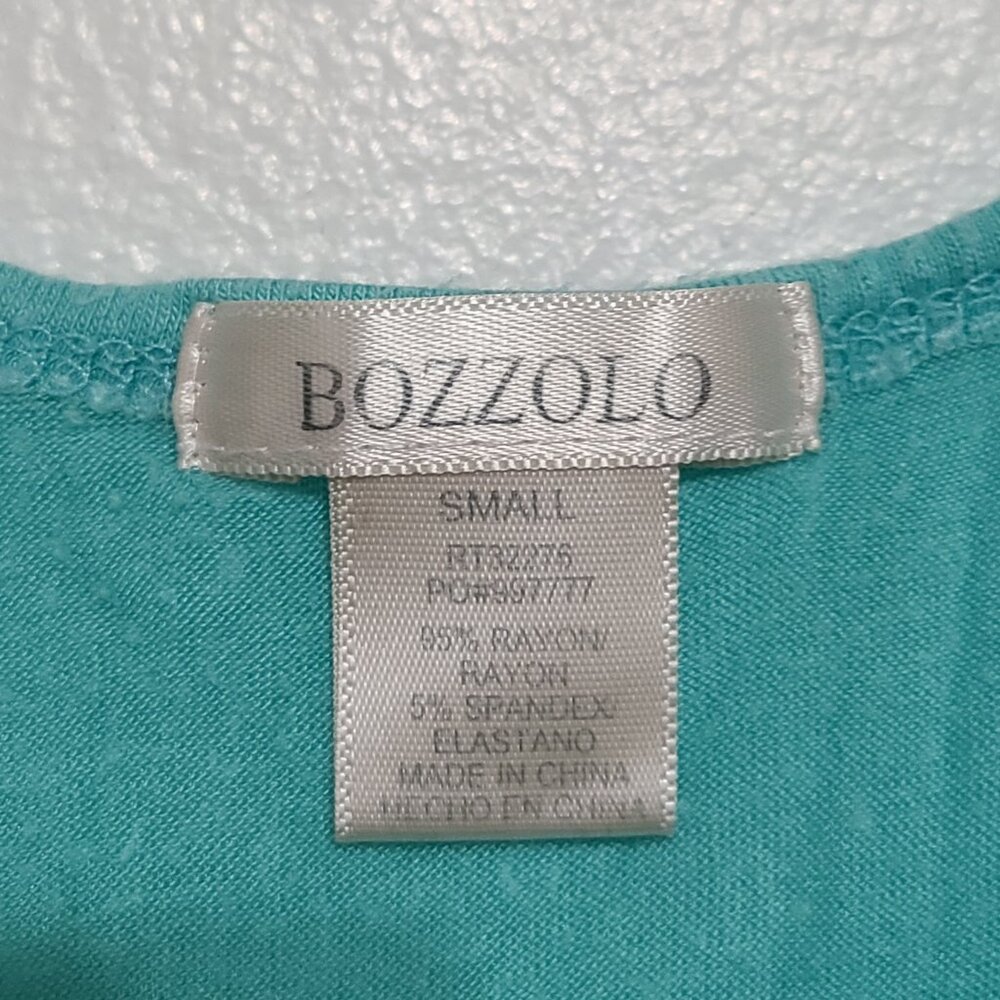 BOZZOLO
SMALL
RT32276
PO#997777
95% RAYON/
RAYON
5% SPANDEX/
ELASTANO
MADE IN CHINA
HECHO EN CHINA